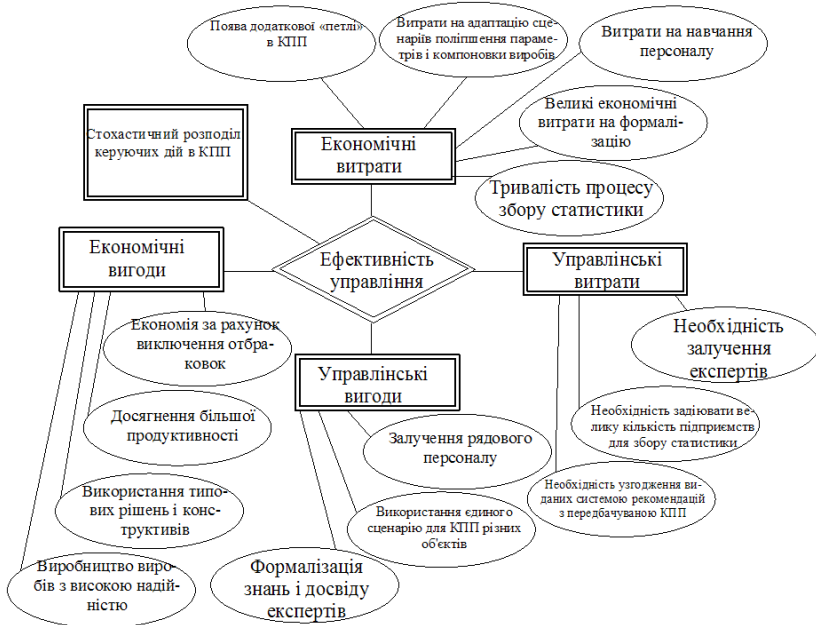 Поява додаткової «петлі»
в КПП
Витрати на адаптацію сце-
наріїв поліпшення параме-
трів і компоновки виробів
Витрати на навчання
персоналу
Великі економічні
витрати на формалі-
зацію
Стохастичний розподіл
керуючих дій в КПП
Економічні
витрати
Тривалість процесу
збору статистики
Економічні
вигоди
Ефективність
управління
Управлінські
витрати
Економія за рахунок
виключення отбра-
ковок
Управлінські
вигоди
Необхідність
залучення
експертів
Досягнення більшої
продуктивності
Залучення рядового
персоналу
Необхідність задіювати ве-
лику кількість підприємств
для збору статистики
Використання типо-
вих рішень і конс-
труктивів
Використання єдиного
сценарію для КПП різних
об'єктів
Необхідність узгодження ви-
даних системою рекомендацій
з передбачуваною КПП
Виробництво виро-
бів з високою надій-
ністю
Формалізація
знань і досвіду
експертів